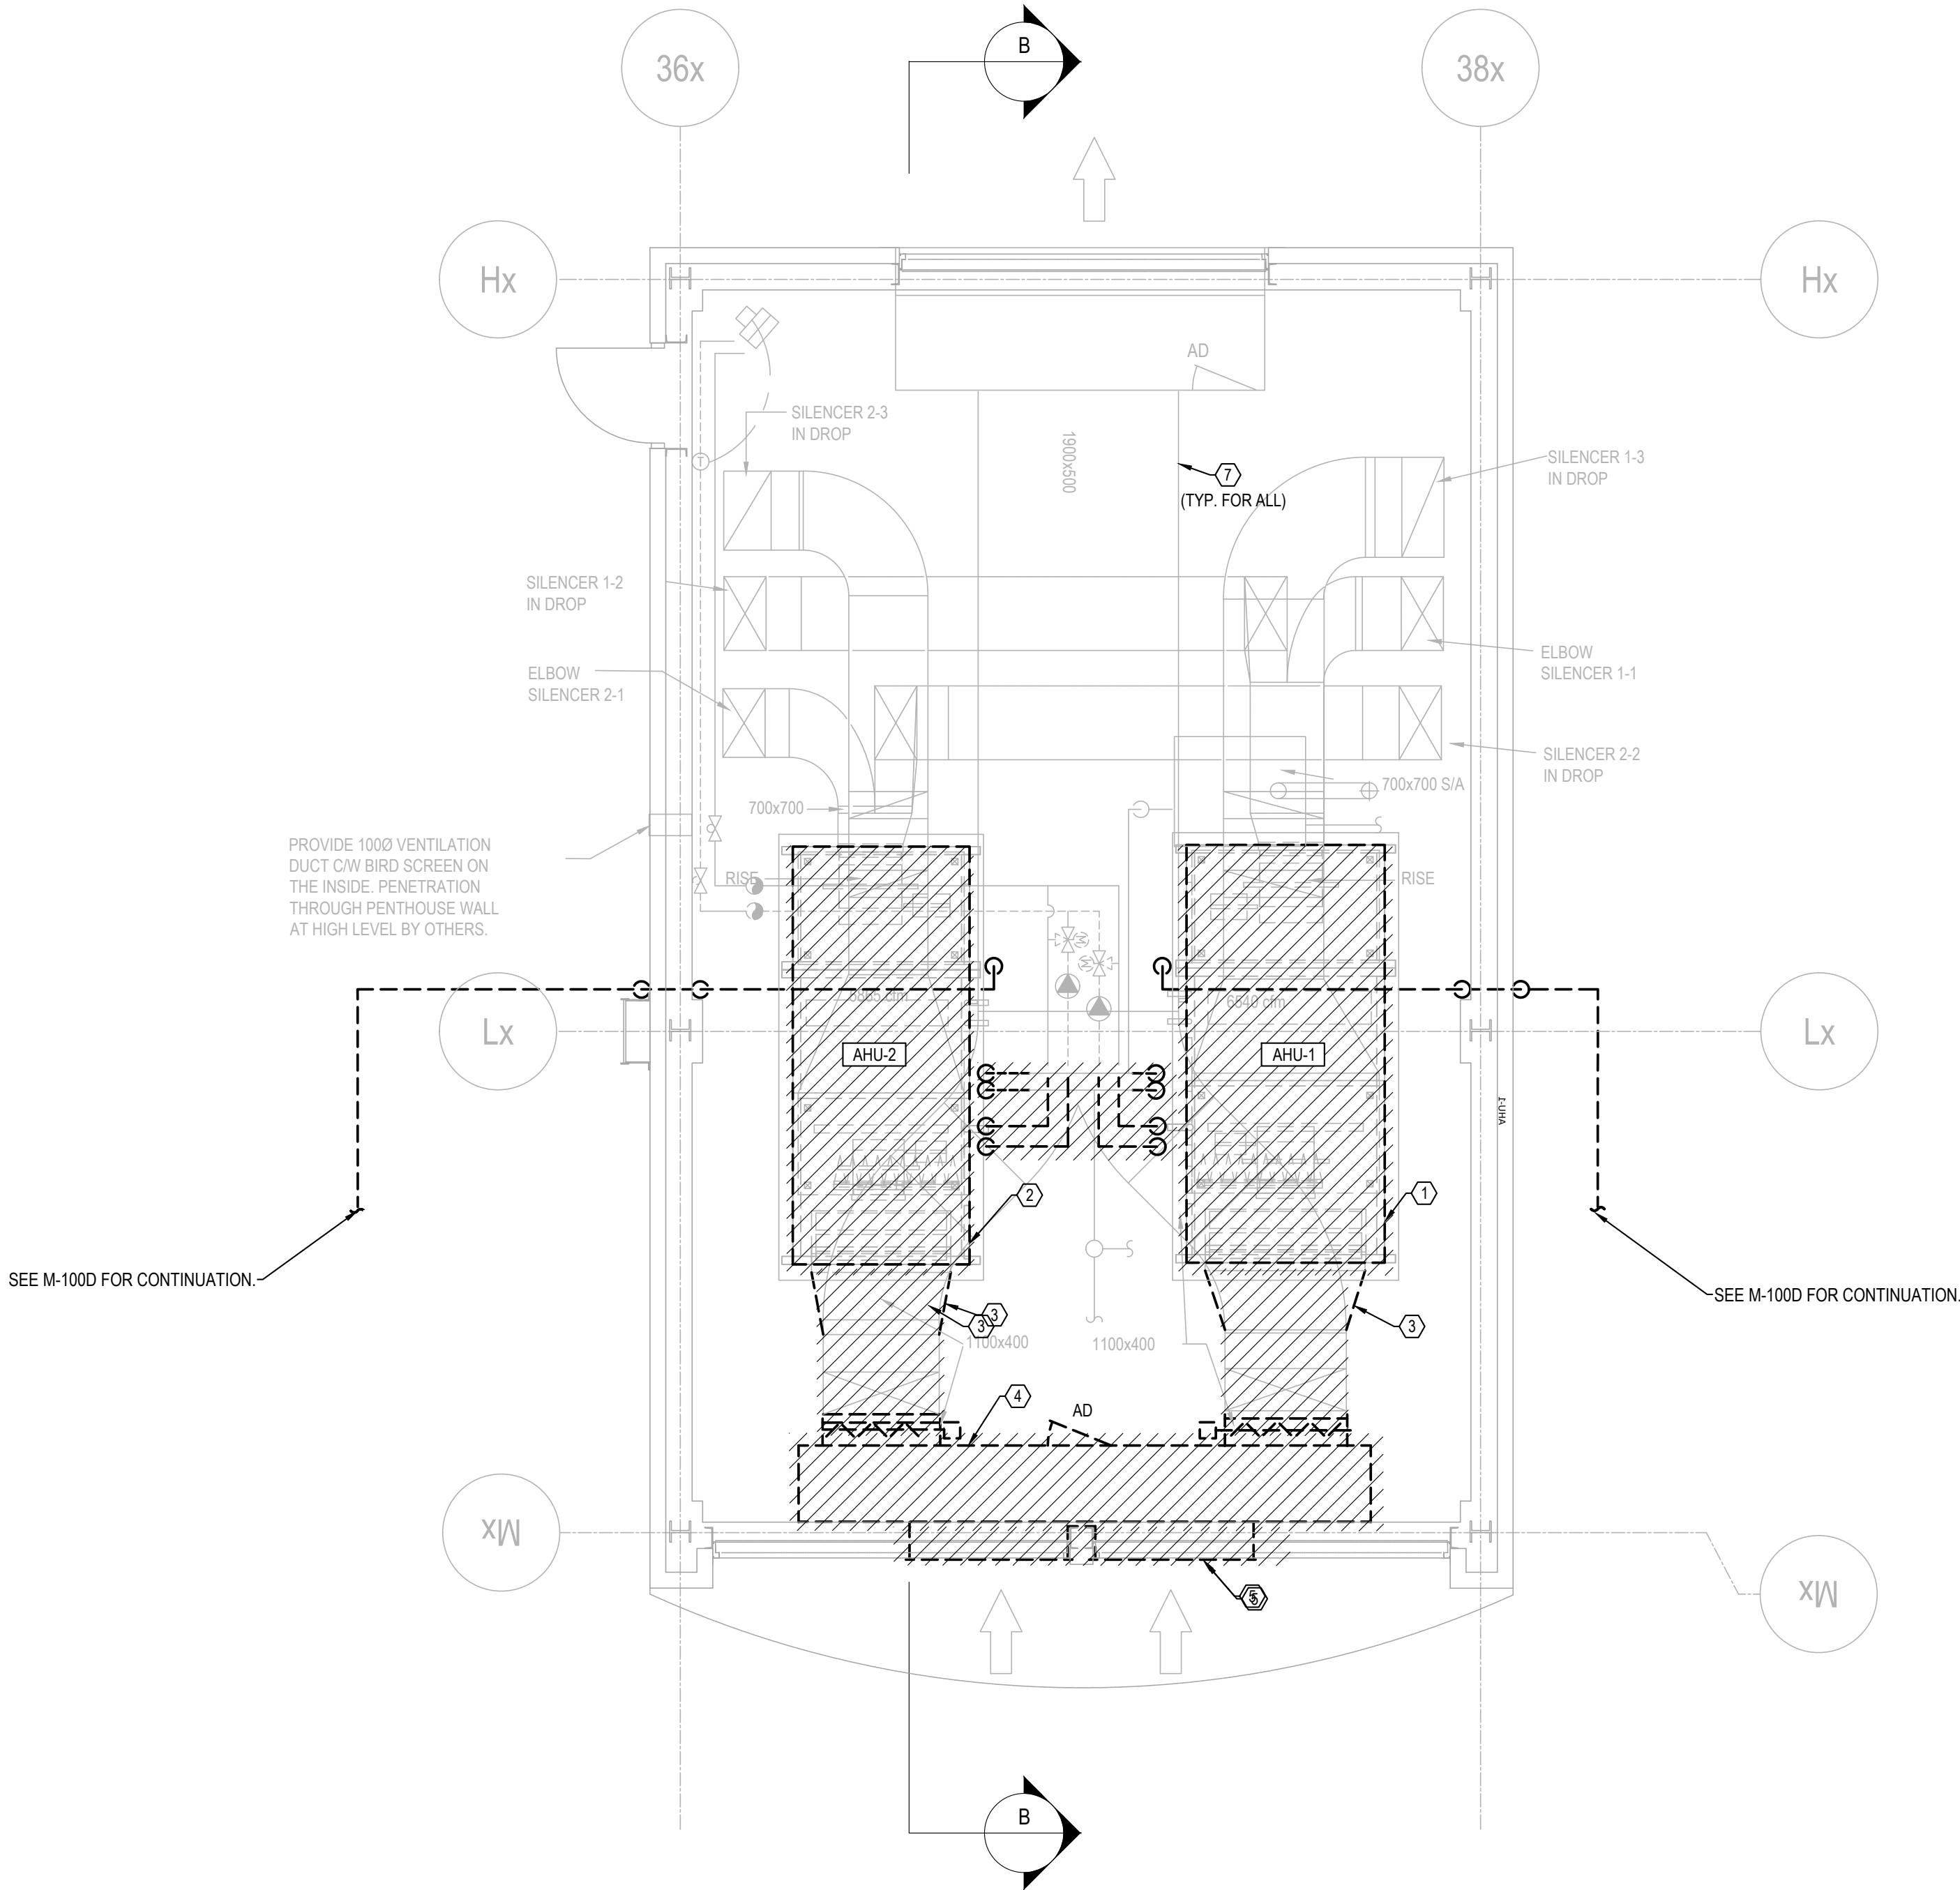 B
36x
38x
Hx
Hx
AD
SILENCER 2-3
IN DROP
1900x500
T
7
(TYP. FOR ALL)
SILENCER 1-3
IN DROP
SILENCER 1-2
IN DROP
ELBOW
SILENCER 1-1
ELBOW
SILENCER 2-1
SILENCER 2-2
IN DROP
700x700
700x700 S/A
PROVIDE 100Ø VENTILATION
DUCT C/W BIRD SCREEN ON
THE INSIDE. PENETRATION
THROUGH PENTHOUSE WALL
AT HIGH LEVEL BY OTHERS.
RISE
RISE
M
M
6540 cfm
Lx
Lx
AHU-2
AHU-1
AHU-1
2
1
SEE M-100D FOR CONTINUATION.
SEE M-100D FOR CONTINUATION.
3
3
3
1100x400
1100x400
4
AD
Mx
Mx
5
B